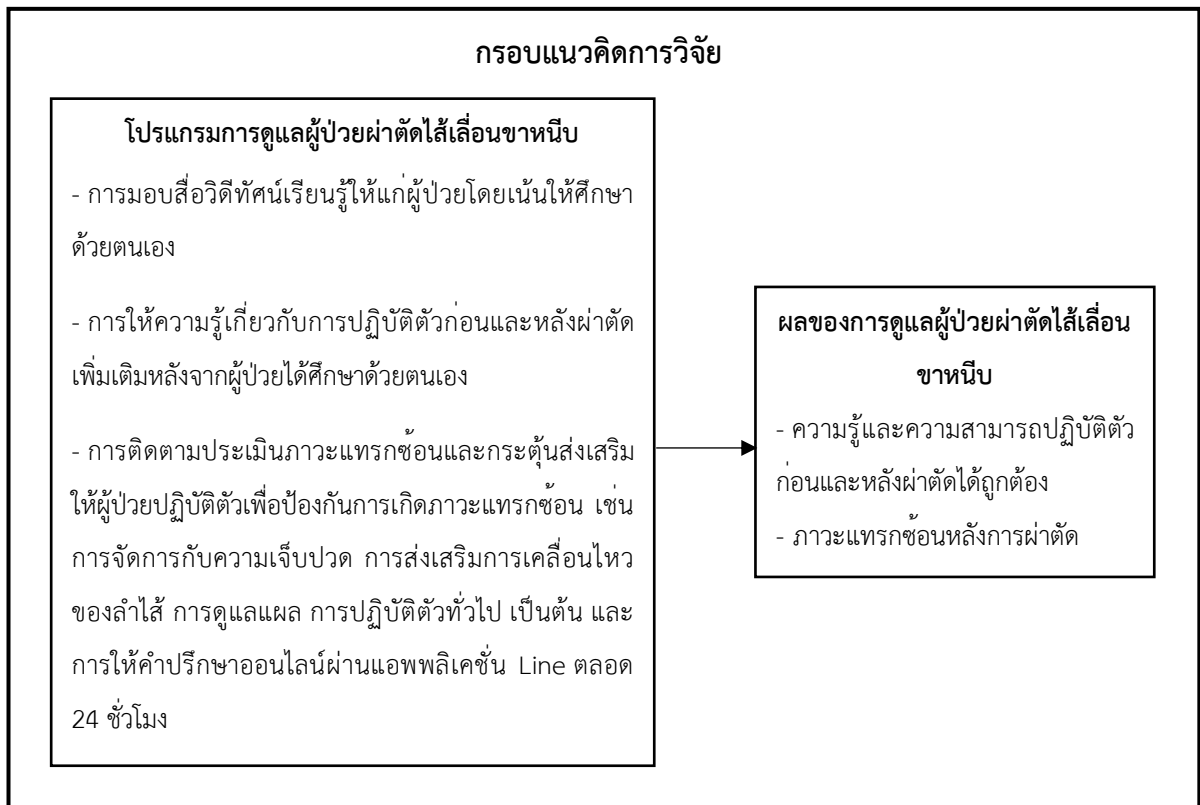 กรอบแนวคิดการวิจัย
โปรแกรมการดูแลผู้ป่วยผ่าตัดไส้เลื่อนขาหนีบ
- การมอบสื่อวิดีทัศน์เรียนรู้ให้แก่ผู้ป่วยโดยเน้นให้ศึกษา
ด้วยตนเอง
- การให้ความรู้เกี่ยวกับการปฏิบัติตัวก่อนและหลังผ่าตัด
เพิ่มเติมหลังจากผู้ป่วยได้ศึกษาด้วยตนเอง
- การติดตามประเมินภาวะแทรกซ้อนและกระตุ้นส่งเสริม
ให้ผู้ป่วยปฏิบัติตัวเพื่อป้องกันการเกิดภาวะแทรกซ้อน เช่น
การจัดการกับความเจ็บปวด การส่งเสริมการเคลื่อนไหว
ของลำไส้ การดูแลแผล การปฏิบัติตัวทั่วไป เป็นต้น และ
การให้คำปรึกษาออนไลน์ผ่านแอพพลิเคชั่น Line ตลอด
24 ชั่วโมง
ผลของการดูแลผู้ป่วยผ่าตัดไส้เลื่อน
ขาหนีบ
- ความรู้และความสามารถปฏิบัติตัว
ก่อนและหลังผ่าตัดได้ถูกต้อง
- ภาวะแทรกซ้อนหลังการผ่าตัด